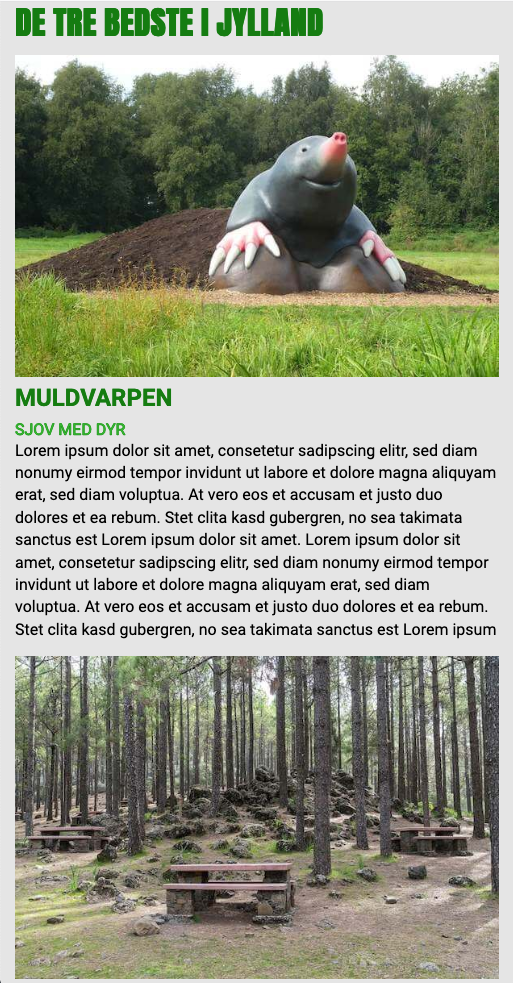 DE TRE BEDSTE I JYLLAND
MULDVARPEN
SJOV MED DYR
Lorem ipsum dolor sit amet, consetetur sadipscing elitr, sed diam
nonumy eirmod tempor invidunt ut labore et dolore magna aliquyam
erat, sed diam voluptua. At vero eos et accusam et justo duo
dolores et ea rebum. Stet clita kasd gubergren, no sea takimata
sanctus est Lorem ipsum dolor sit amet. Lorem ipsum dolor sit
amet, consetetur sadipscing elitr, sed diam nonumy eirmod tempor
invidunt ut labore et dolore magna aliquyam erat, sed diam
voluptua. At vero eos et accusam et justo duo dolores et ea rebum.
Stet clita kasd gubergren, no sea takimata sanctus est Lorem ipsum